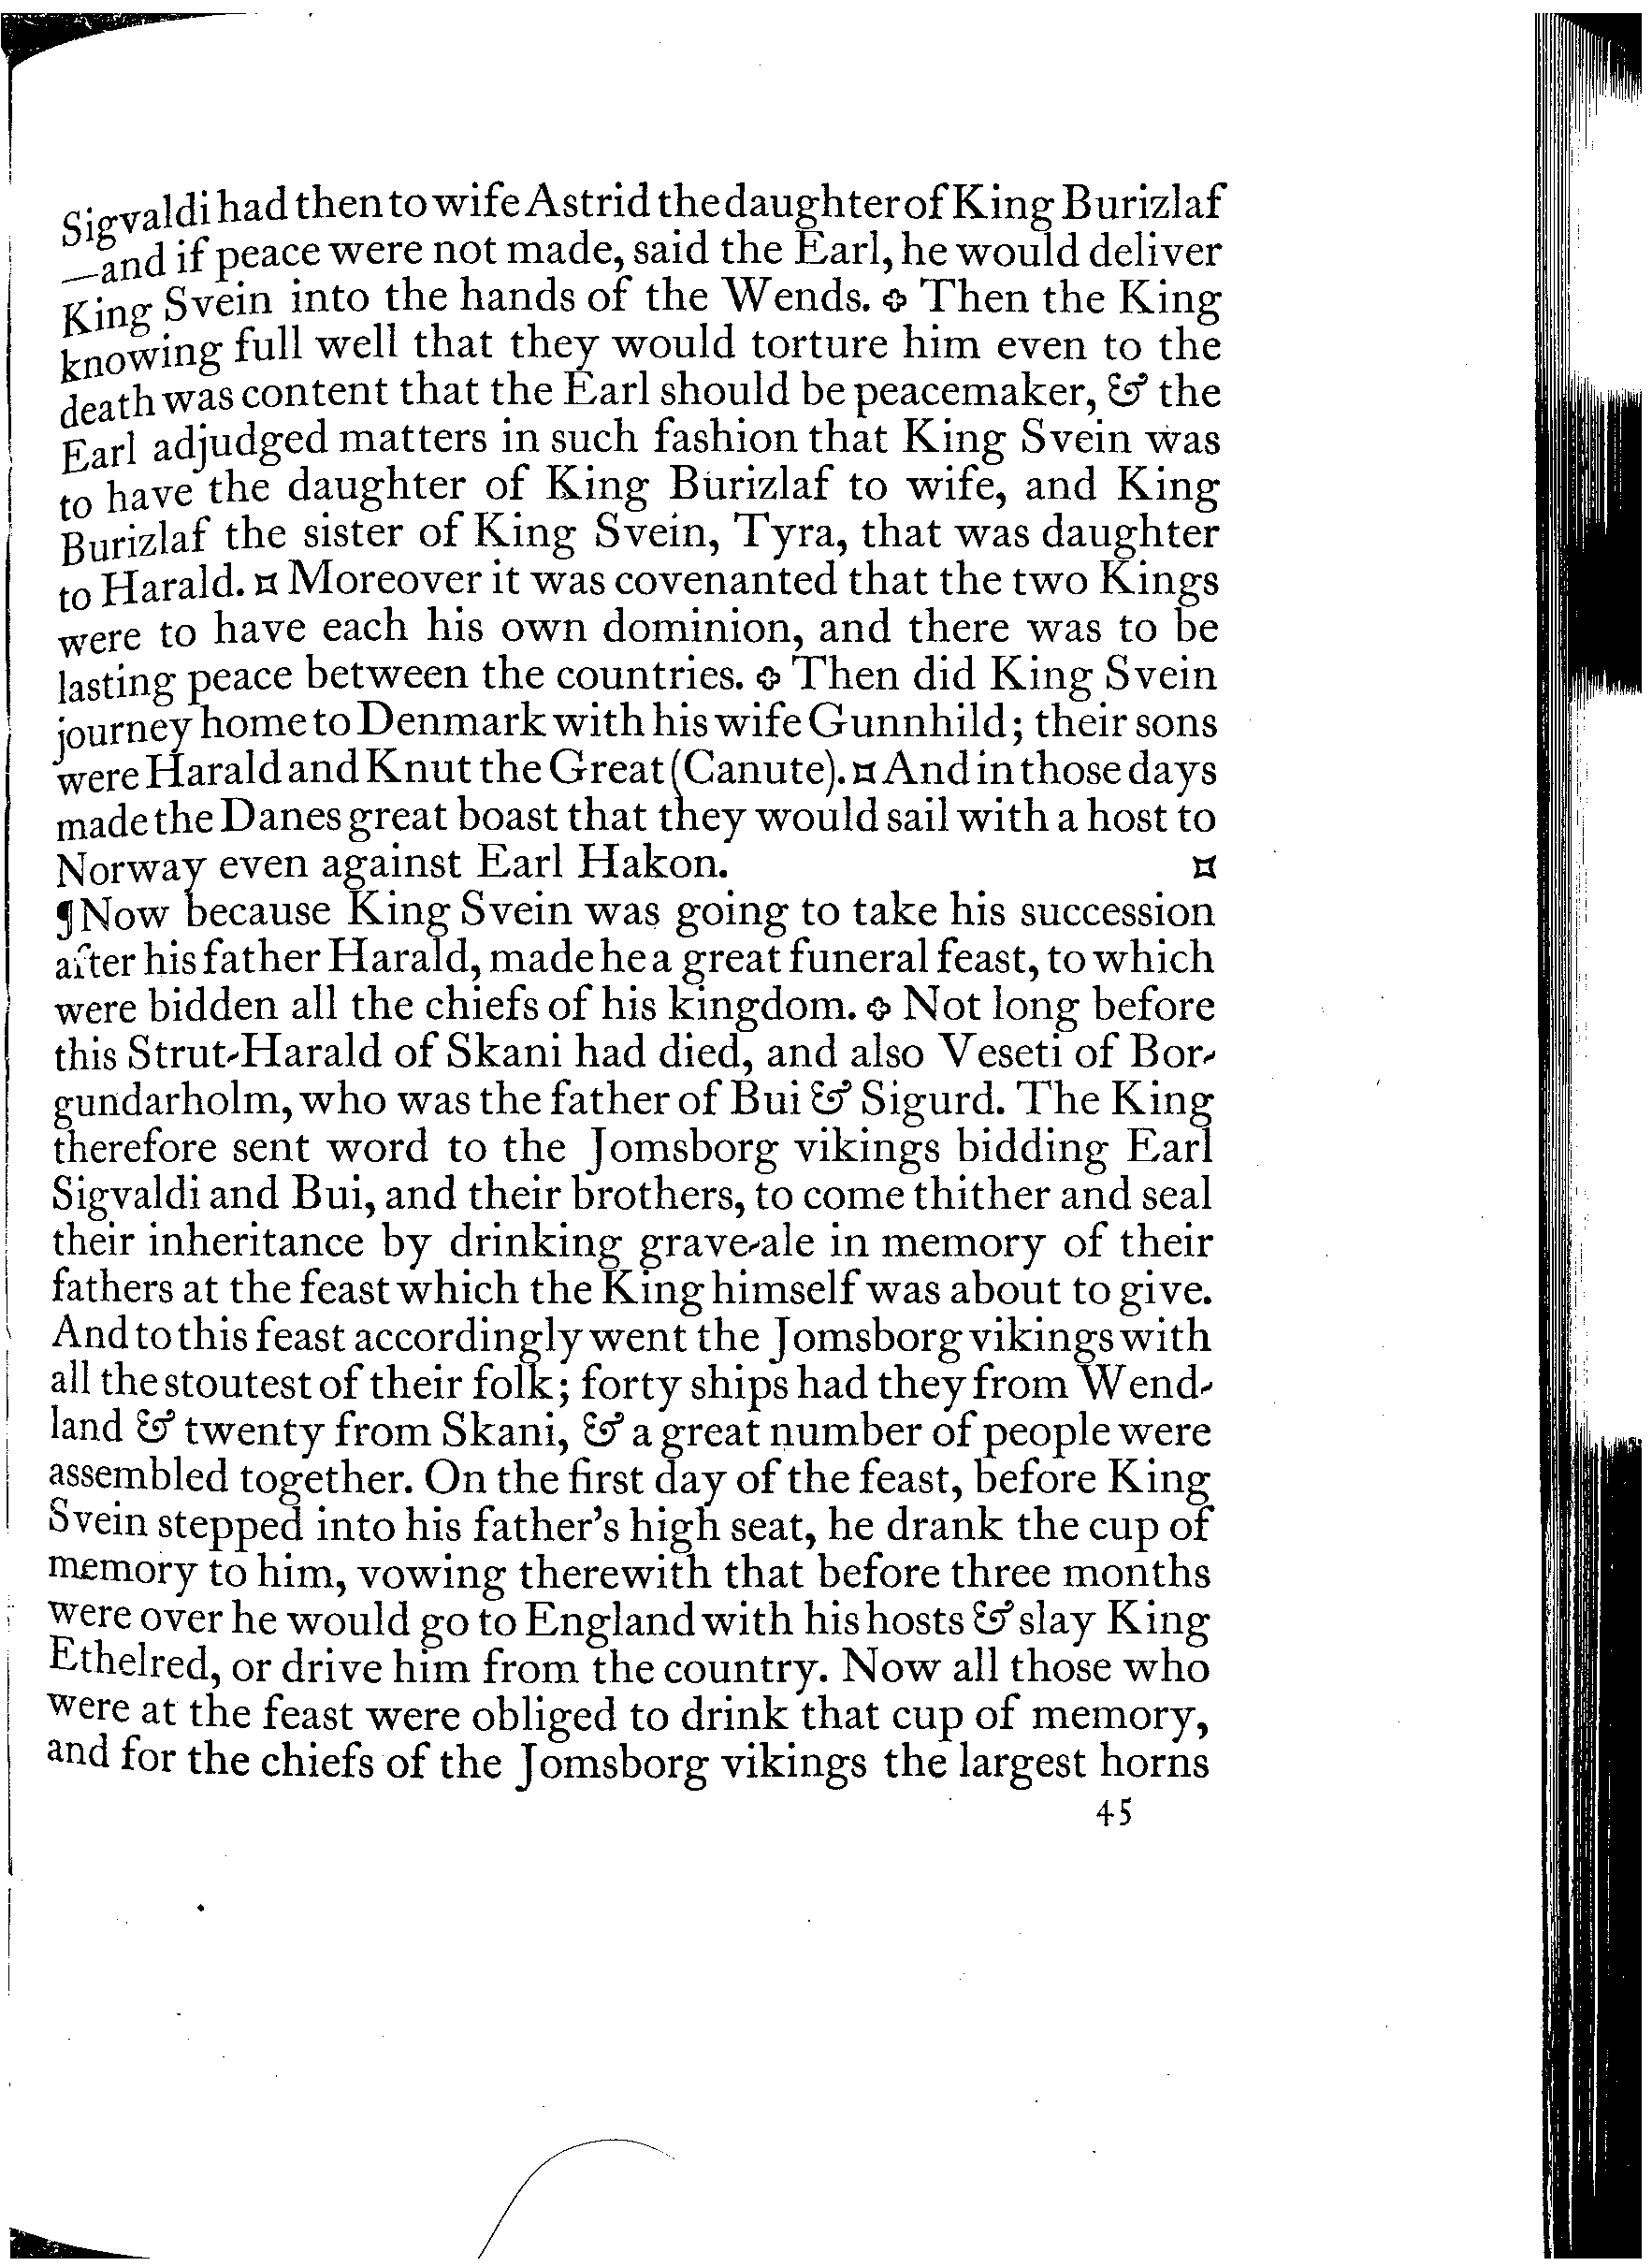 Sigvaldi had then to wife Astrid the daughter of King Burizlaf
—and if peace were not made, said the Earl, he would deliver
King Svein into the hands of the Wends. ✤ Then the King
knowing full well that they would torture him even to the
death was content that the Earl should be peacemaker, & the
Earl adjudged matters in such fashion that King Svein was
to have the daughter of King Burizlaf to wife, and King
Burizlaf the sister of King Svein, Tyra, that was daughter
to Harald. ¤ Moreover it was covenanted that the two Kings
were to have each his own dominion, and there was to be
lasting peace between the countries. ✤ Then did King Svein
journey home to Denmark with his wife Gunnhild; their sons
were Harald and Knut the Great (Canute). ¤ And in those days
made the Danes great boast that they would sail with a host to
Norway even against Earl Hakon. ¤
¶ Now because King Svein was going to take his succession
after his father Harald, made he a great funeral feast, to which
were bidden all the chiefs of his kingdom. ✤ Not long before
this Strut-Harald of Skani had died, and also Veseti of Bor-
gundarholm, who was the father of Bui & Sigurd. The King
therefore sent word to the Jomsborg vikings bidding Earl
Sigvaldi and Bui, and their brothers, to come thither and seal
their inheritance by drinking grave-ale in memory of their
fathers at the feast which the King himself was about to give.
And to this feast accordingly went the Jomsborg vikings with
all the stoutest of their folk; forty ships had they from Wend-
land & twenty from Skani, & a great number of people were
assembled together. On the first day of the feast, before King
Svein stepped into his father's high seat, he drank the cup of
memory to him, vowing therewith that before three months
were over he would go to England with his hosts & slay King
Ethelred, or drive him from the country. Now all those who
were at the feast were obliged to drink that cup of memory,
and for the chiefs of the Jomsborg vikings the largest horns
45